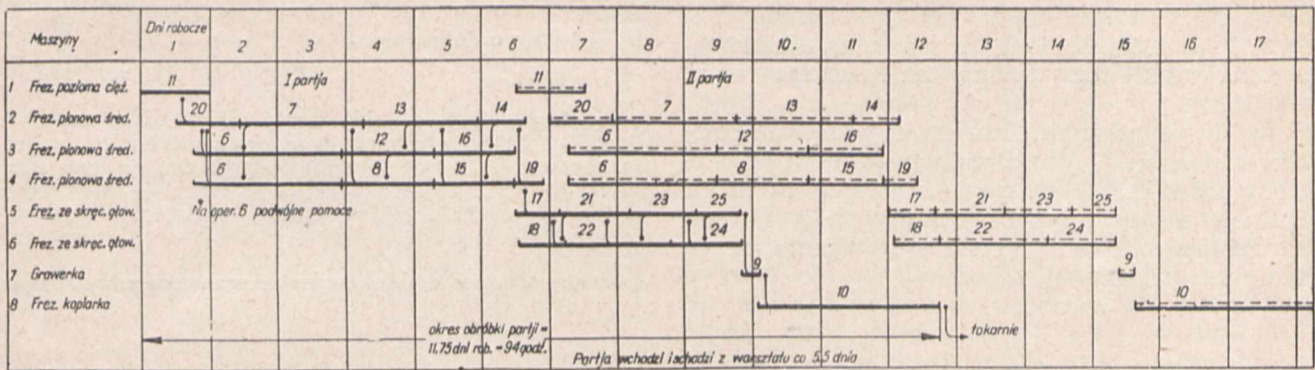 Maszyny Dni robocze
1 2 3 4 5 6 7 8 9 10. 11 12 13 14 15 16 17
1 Frez. pozioma cięż. 11 I partja 11 II partja
2 Frez. pionowa śred. 20 7 13 14 20 7 13 14
3 Frez. pionowa śred. 6 12 16 6 12 16
4 Frez. pionowa śred. 6 8 15 19 6 8 15 19
5 Frez. ze skręc. głow. na oper. 6 podwójne pomoce 17 21 23 25 17 21 23 25
6 Frez. ze skręc. głow. 18 22 24 18 22 24
7 Grawerka 9 9
8 Frez. kopiarka 10 10
okres obróbki partji = tokarnie
11,75 dni rob. = 94 godz.
Partja wchodzi i schodzi z warsztatu co 5,5 dnia